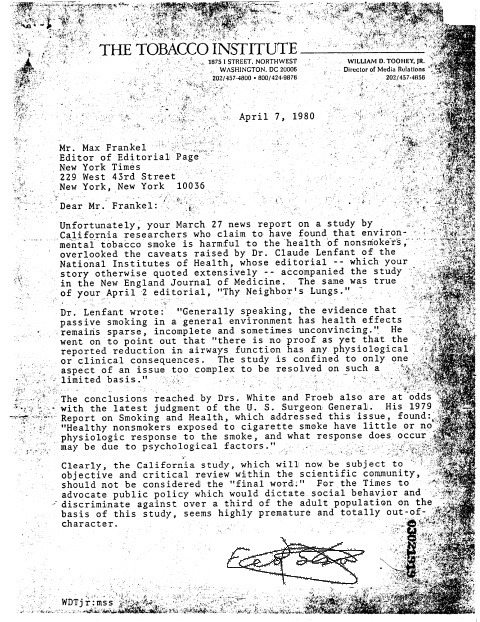 THE TOBACCO INSTITUTE
1875 I STREET, NORTHWEST
WASHINGTON, DC 20006
202/457-4800 • 800/424-9876
WILLIAM D. TOOHEY, JR.
Director of Media Relations
202/457-4856
April 7, 1980
Mr. Max Frankel
Editor of Editorial Page
New York Times
229 West 43rd Street
New York, New York 10036
Dear Mr. Frankel:
Unfortunately, your March 27 news report on a study by
California researchers who claim to have found that environ-
mental tobacco smoke is harmful to the health of nonsmokers,
overlooked the caveats raised by Dr. Claude Lenfant of the
National Institutes of Health, whose editorial -- which your
story otherwise quoted extensively -- accompanied the study
in the New England Journal of Medicine. The same was true
of your April 2 editorial, "Thy Neighbor's Lungs."
Dr. Lenfant wrote: "Generally speaking, the evidence that
passive smoking in a general environment has health effects
remains sparse, incomplete and sometimes unconvincing." He
went on to point out that "there is no proof as yet that the
reported reduction in airways function has any physiological
or clinical consequences. The study is confined to only one
aspect of an issue too complex to be resolved on such a
limited basis."
The conclusions reached by Drs. White and Froeb also are at odds
with the latest judgment of the U. S. Surgeon General. His 1979
Report on Smoking and Health, which addressed this issue, found:
"Healthy nonsmokers exposed to cigarette smoke have little or no
physiologic response to the smoke, and what response does occur
may be due to psychological factors."
Clearly, the California study, which will now be subject to
objective and critical review within the scientific community,
should not be considered the "final word." For the Times to
advocate public policy which would dictate social behavior and
discriminate against over a third of the adult population on the
basis of this study, seems highly premature and totally out-of-
character.
WDTjr:mss